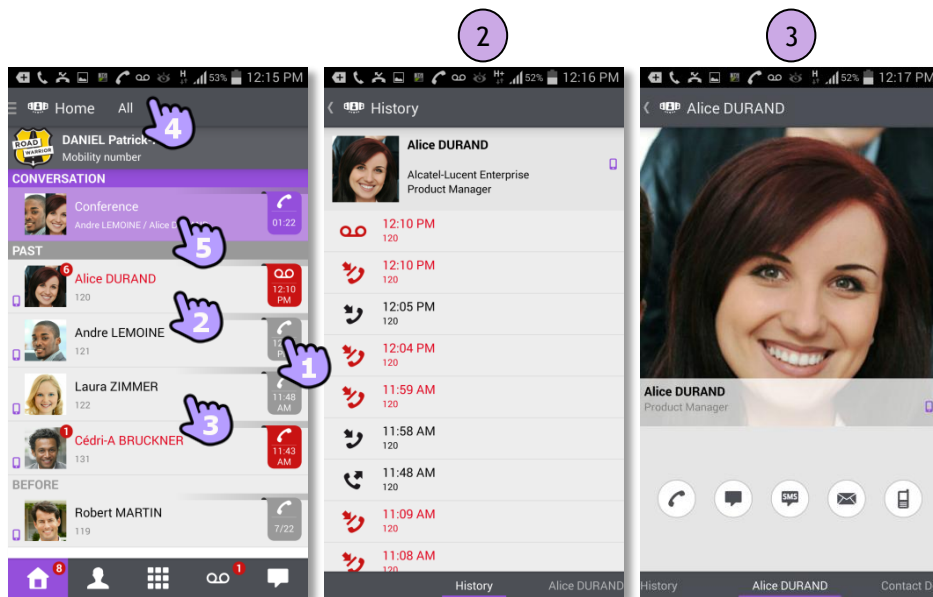 2
3
53% 12:15 PM
Home All
4
ROAD WARRIOR
DANIEL Patrick-
Mobility number
CONVERSATION
Conference
Andre LEMOINE / Alice D
01:22
5
PAST
6
Alice DURAND
120
12:10 PM
2
Andre LEMOINE
121
1
Laura ZIMMER
122
11:48 AM
3
1
Cédri-A BRUCKNER
131
11:43 AM
BEFORE
Robert MARTIN
119
7/22
8
1
H+ 52% 12:16 PM
History
Alice DURAND
Alcatel-Lucent Enterprise
Product Manager
12:10 PM
120
12:10 PM
120
12:05 PM
120
12:04 PM
120
11:59 AM
120
11:58 AM
120
11:48 AM
120
11:09 AM
120
11:08 AM
120
History Alice DURAND
H 52% 12:17 PM
Alice DURAND
Alice DURAND
Product Manager
SMS
History Alice DURAND Contact D